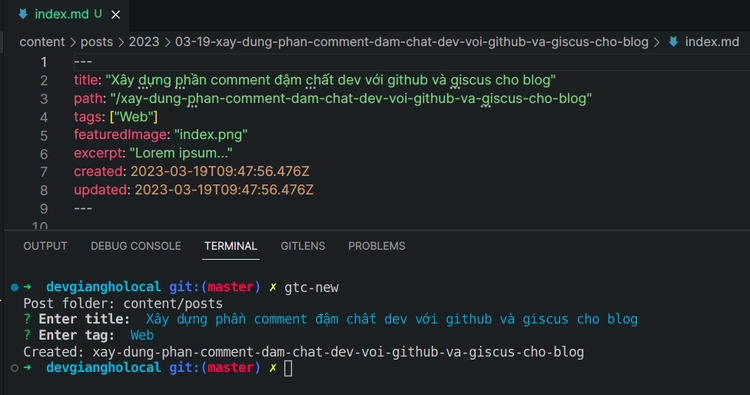 index.md U ×
content > posts > 2023 > 03-19-xay-dung-phan-comment-dam-chat-dev-voi-github-va-giscus-cho-blog > index.md
1 ---
2 title: "Xây dựng phần comment đậm chất dev với github và giscus cho blog"
3 path: "/xay-dung-phan-comment-dam-chat-dev-voi-github-va-giscus-cho-blog"
4 tags: ["Web"]
5 featuredImage: "index.png"
6 excerpt: "Lorem ipsum..."
7 created: 2023-03-19T09:47:56.476Z
8 updated: 2023-03-19T09:47:56.476Z
9 ---
10
OUTPUT DEBUG CONSOLE TERMINAL GITLENS PROBLEMS
➜ devgiangholocal git:(master) ✗ gtc-new
Post folder: content/posts
? Enter title: Xây dựng phần comment đậm chất dev với github và giscus cho blog
? Enter tag: Web
Created: xay-dung-phan-comment-dam-chat-dev-voi-github-va-giscus-cho-blog
➜ devgiangholocal git:(master) ✗